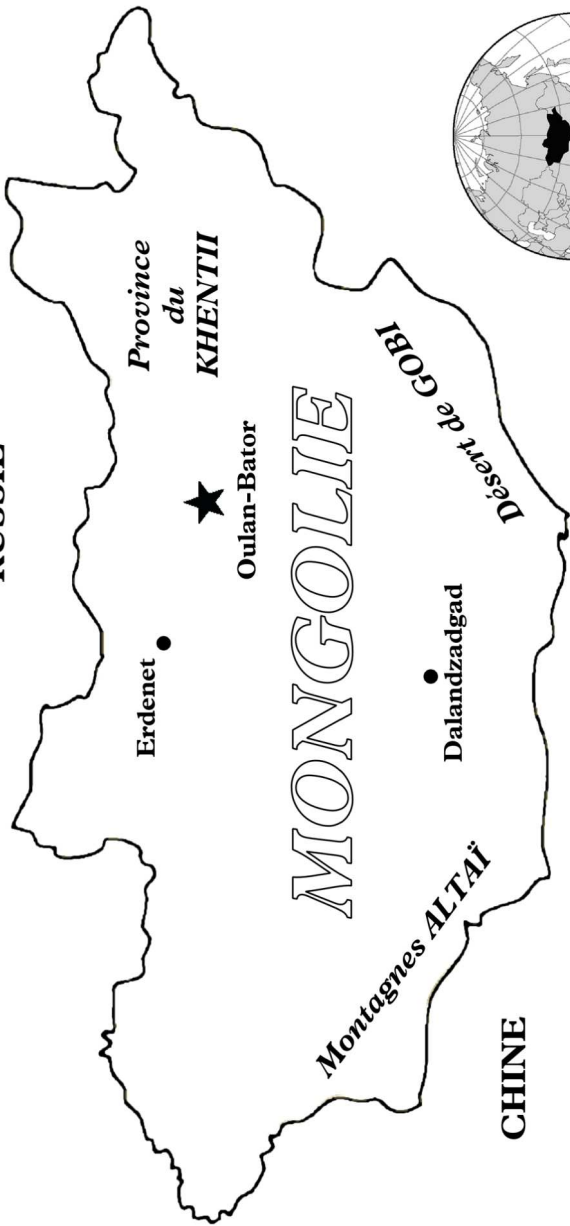 RUSSIE
Province
du
KHENTII
Erdenet
Oulan-Bator
MONGOLIE
Désert de GOBI
Dalandzadgad
Montagnes ALTAÏ
CHINE